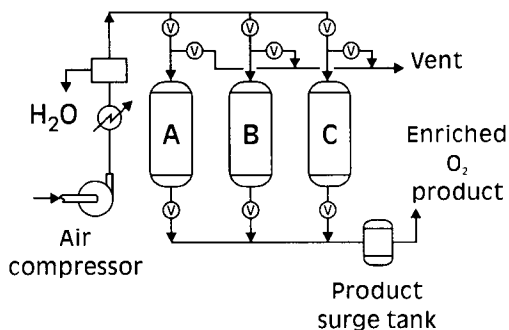 V V V
V V V
Vent
H₂O
A B C
Enriched
O₂
product
V V V
Air
compressor
Product
surge tank